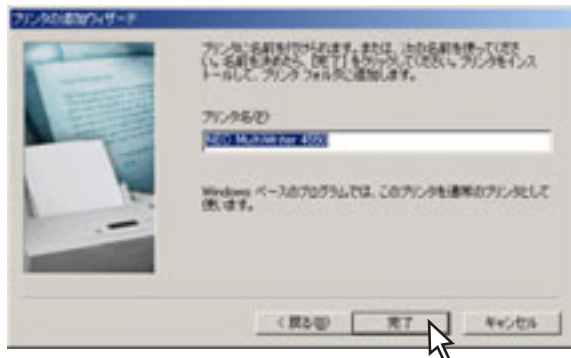 プリンタの追加ウィザード
プリンタに名前を付けられます。または、次の名前を使ってくださ
い。名前を決めたら、[完了] をクリックしてください。プリンタをインス
トールして、プリンタ フォルダに追加します。
プリンタ名(P)
NEC MultiWriter 4550
Windows ベースのプログラムでは、このプリンタを通常のプリンタとして
使います。
< 戻る(B)
完了
キャンセル